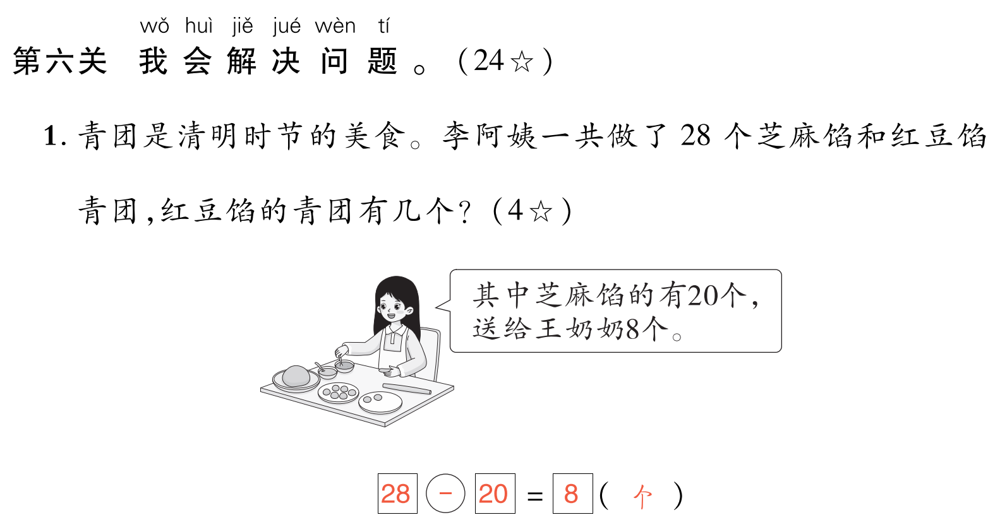 wǒ huì jiě jué wèn tí
第六关 我会解决问题。(24☆)
1. 青团是清明时节的美食。李阿姨一共做了 28 个芝麻馅和红豆馅
青团,红豆馅的青团有几个?(4☆)
其中芝麻馅的有20个,
送给王奶奶8个。
28 - 20 = 8 ( 个 )